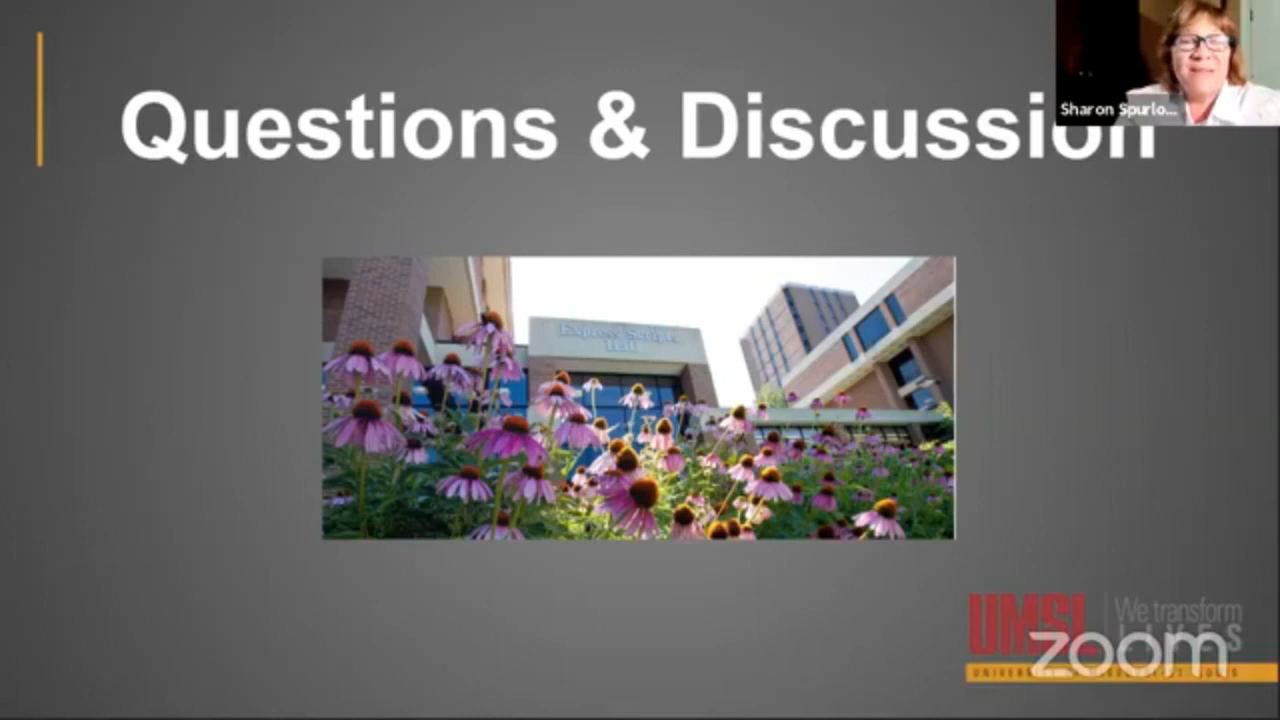 Questions & Discussion
Sharon Spurlo...
Express Scripts
Hall
UMSL
We transform
zoom